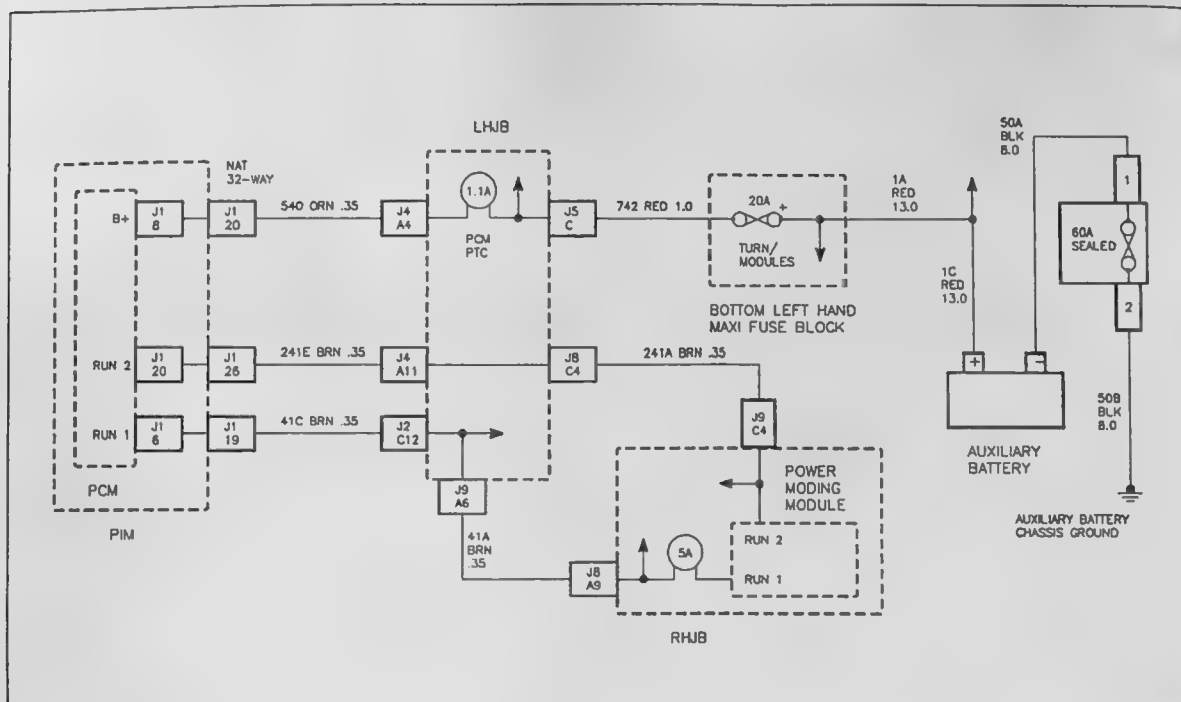 LHJB
NAT
32-WAY
B+
J1
8
J1
20
540 ORN .35
J4
A4
1.1A
PCM
PTC
J5
C
742 RED 1.0
20A
+
TURN/
MODULES
BOTTOM LEFT HAND
MAXI FUSE BLOCK
1A
RED
13.0
1C
RED
13.0
50A
BLK
8.0
1
60A
SEALED
2
50B
BLK
8.0
+
-
AUXILIARY
BATTERY
AUXILIARY BATTERY
CHASSIS GROUND
RUN 2
J1
20
J1
26
241E BRN .35
J4
A11
J8
C4
241A BRN .35
J9
C4
RUN 1
J1
6
J1
19
41C BRN .35
J2
C12
J9
A6
41A
BRN
.35
J8
A9
5A
POWER
MODING
MODULE
RUN 2
RUN 1
RHJB
PCM
PIM